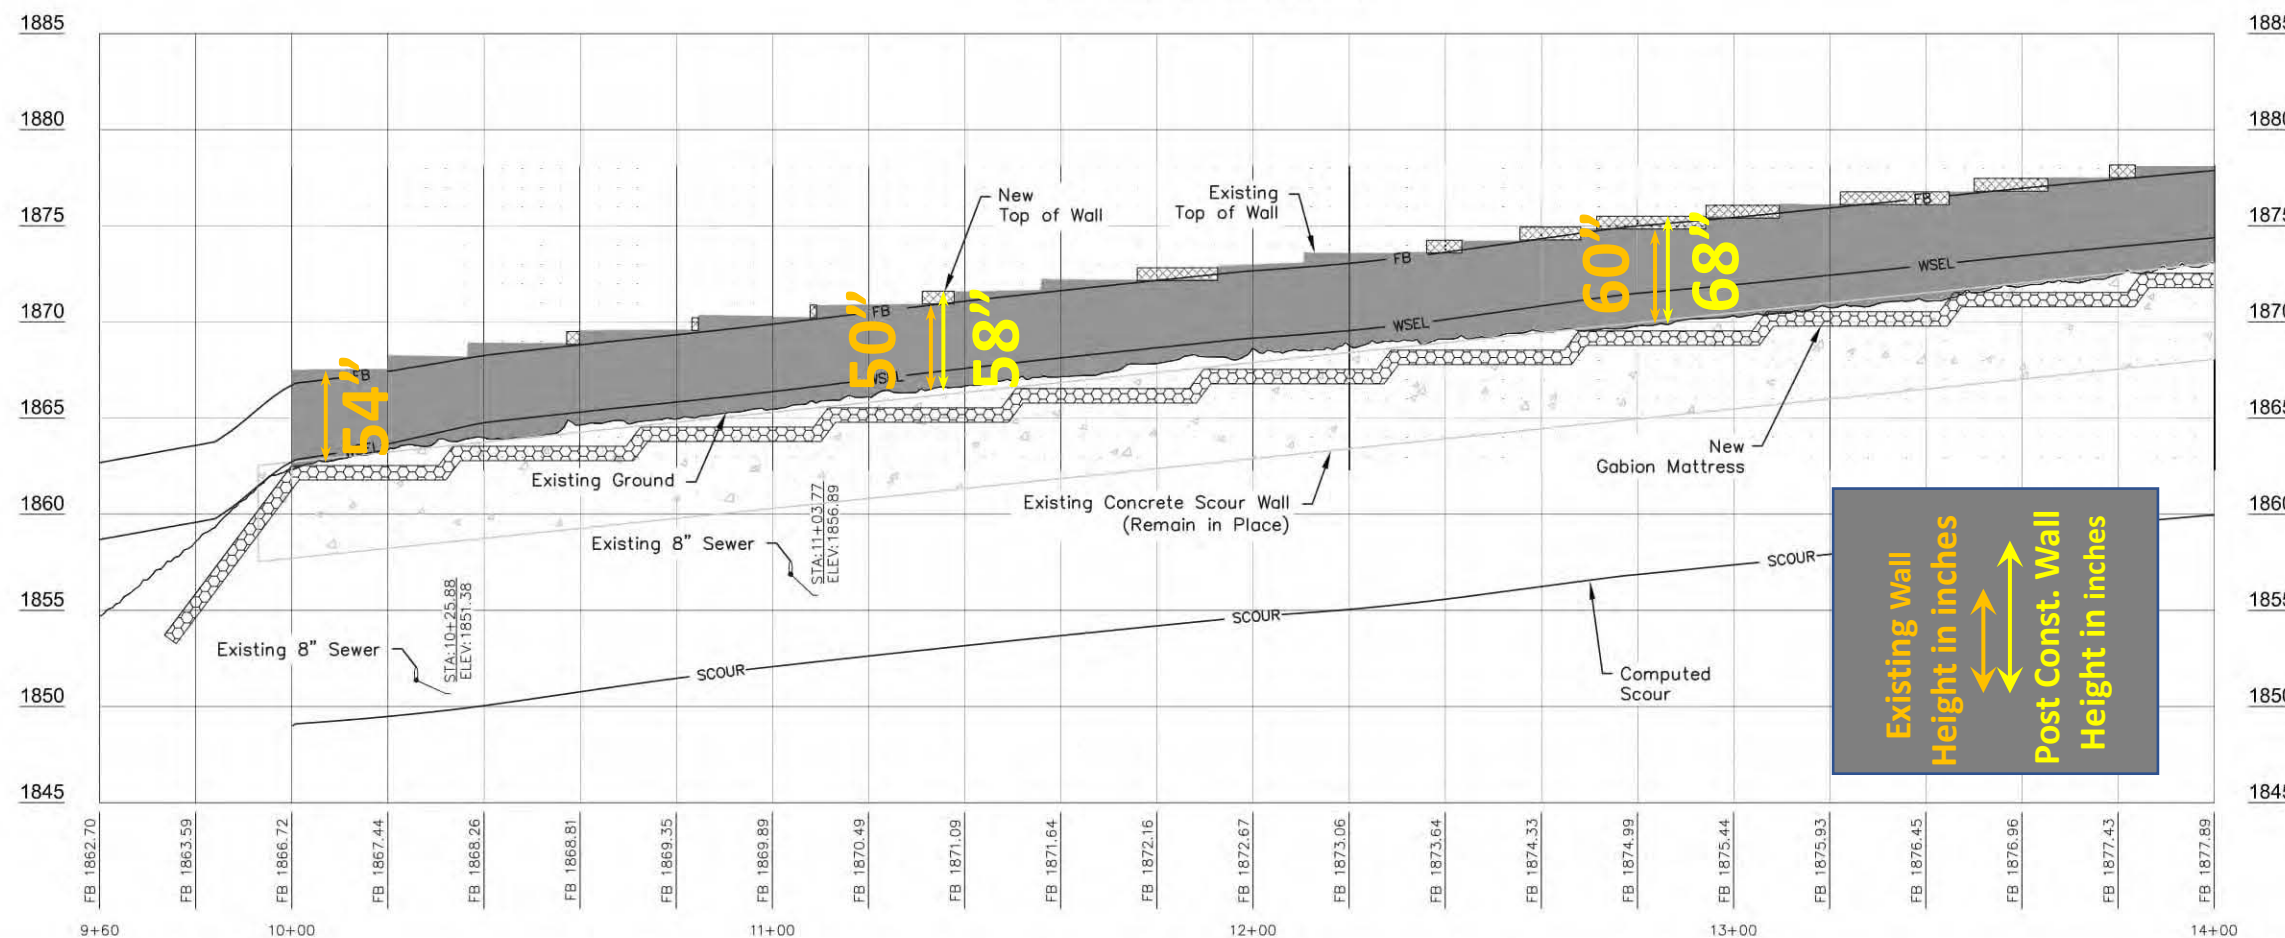 1885
1880
1875
1870
1865
1860
1855
1850
1845
1885
1880
1875
1870
1865
1860
1855
1850
1845
New
Top of Wall
Existing
Top of Wall
FB
FB
FB
FB
WSEL
WSEL
WSEL
54”
50”
58”
60”
68”
Existing Ground
Existing Concrete Scour Wall
(Remain in Place)
New
Gabion Mattress
Existing 8" Sewer
STA:11+03.77
ELEV:1856.89
Existing 8" Sewer
STA:10+25.88
ELEV:1851.38
SCOUR
SCOUR
SCOUR
Computed
Scour
Existing Wall
Height in inches
Post Const. Wall
Height in inches
FB 1862.70
FB 1863.59
FB 1866.72
FB 1867.44
FB 1868.26
FB 1868.81
FB 1869.35
FB 1869.89
FB 1870.49
FB 1871.09
FB 1871.64
FB 1872.16
FB 1872.67
FB 1873.06
FB 1873.64
FB 1874.33
FB 1874.99
FB 1875.44
FB 1875.93
FB 1876.45
FB 1876.96
FB 1877.43
FB 1877.89
9+60
10+00
11+00
12+00
13+00
14+00